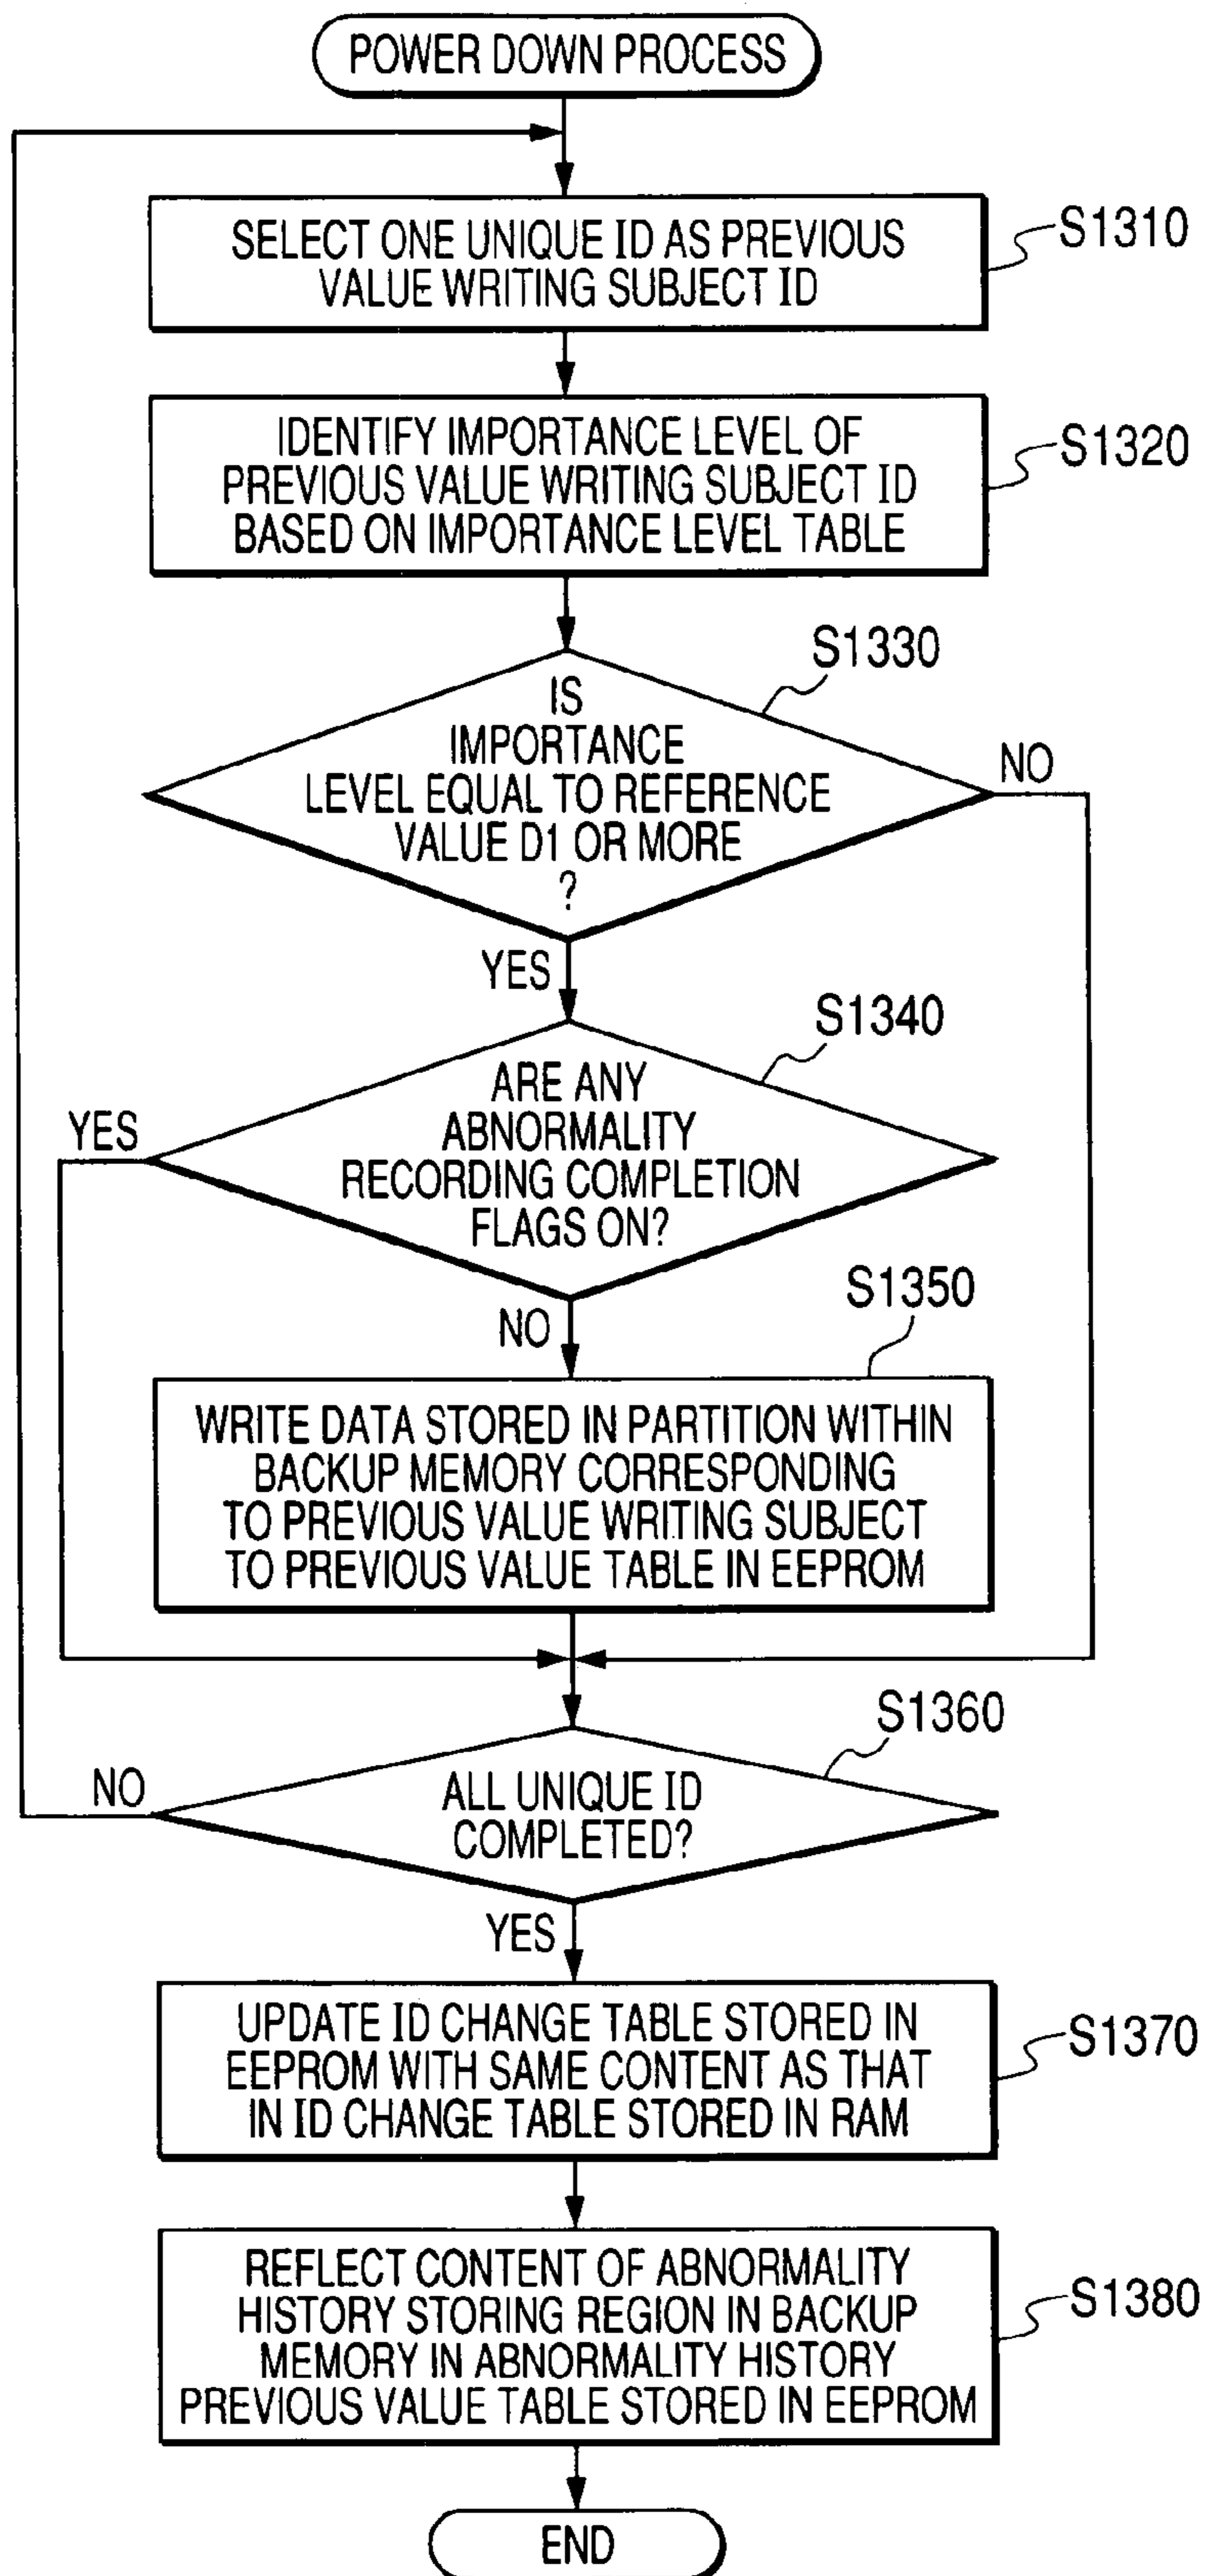 POWER DOWN PROCESS
SELECT ONE UNIQUE ID AS PREVIOUS
VALUE WRITING SUBJECT ID
S1310
IDENTIFY IMPORTANCE LEVEL OF
PREVIOUS VALUE WRITING SUBJECT ID
BASED ON IMPORTANCE LEVEL TABLE
S1320
S1330
IS
IMPORTANCE
LEVEL EQUAL TO REFERENCE
VALUE D1 OR MORE
?
NO
YES
S1340
ARE ANY
ABNORMALITY
RECORDING COMPLETION
FLAGS ON?
YES
NO
S1350
WRITE DATA STORED IN PARTITION WITHIN
BACKUP MEMORY CORRESPONDING
TO PREVIOUS VALUE WRITING SUBJECT
TO PREVIOUS VALUE TABLE IN EEPROM
S1360
ALL UNIQUE ID
COMPLETED?
NO
YES
UPDATE ID CHANGE TABLE STORED IN
EEPROM WITH SAME CONTENT AS THAT
IN ID CHANGE TABLE STORED IN RAM
S1370
REFLECT CONTENT OF ABNORMALITY
HISTORY STORING REGION IN BACKUP
MEMORY IN ABNORMALITY HISTORY
PREVIOUS VALUE TABLE STORED IN EEPROM
S1380
END